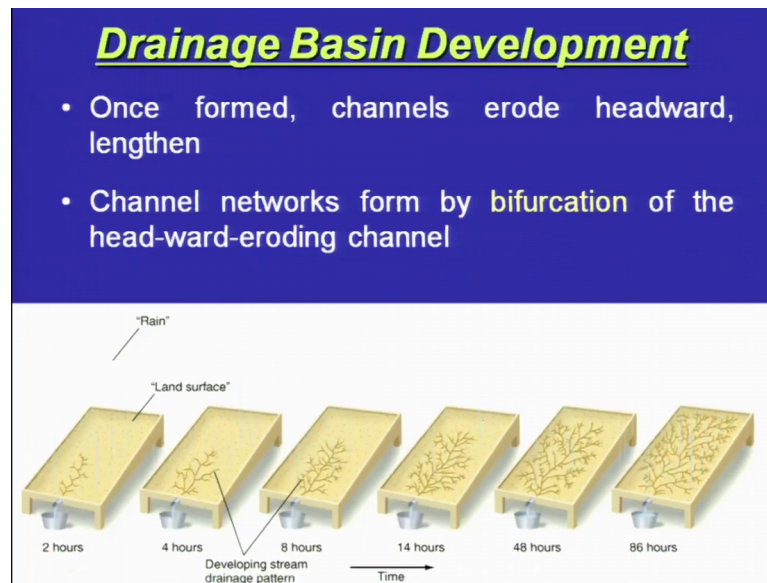 Drainage Basin Development
• Once formed, channels erode headward,
lengthen
• Channel networks form by bifurcation of the
head-ward-eroding channel
"Rain"
"Land surface"
2 hours
4 hours
8 hours
14 hours
48 hours
86 hours
Developing stream
drainage pattern
Time